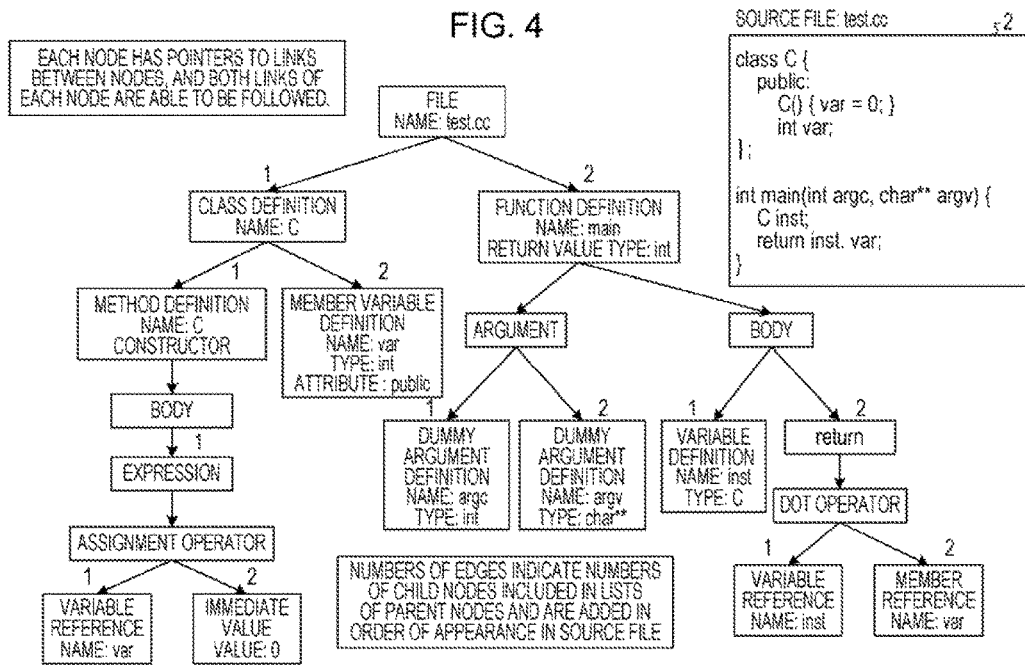 FIG. 4
EACH NODE HAS POINTERS TO LINKS
BETWEEN NODES, AND BOTH LINKS OF
EACH NODE ARE ABLE TO BE FOLLOWED.
SOURCE FILE: test.cc
2
class C {
public:
C() { var = 0; }
int var;
} ;
int main(int argc, char** argv) {
C inst;
return inst. var;
}
FILE
NAME: test.cc
1
2
CLASS DEFINITION
NAME: C
FUNCTION DEFINITION
NAME: main
RETURN VALUE TYPE: int
1
2
METHOD DEFINITION
NAME: C
CONSTRUCTOR
MEMBER VARIABLE
DEFINITION
NAME: var
TYPE: int
ATTRIBUTE : public
ARGUMENT
BODY
BODY
1
EXPRESSION
1
2
DUMMY
ARGUMENT
DEFINITION
NAME: argc
TYPE: int
DUMMY
ARGUMENT
DEFINITION
NAME: argv
TYPE: char**
1
2
VARIABLE
DEFINITION
NAME: inst
TYPE: C
return
DOT OPERATOR
ASSIGNMENT OPERATOR
1
2
VARIABLE
REFERENCE
NAME: var
IMMEDIATE
VALUE
VALUE: 0
NUMBERS OF EDGES INDICATE NUMBERS
OF CHILD NODES INCLUDED IN LISTS
OF PARENT NODES AND ARE ADDED IN
ORDER OF APPEARANCE IN SOURCE FILE
1
2
VARIABLE
REFERENCE
NAME: inst
MEMBER
REFERENCE
NAME: var